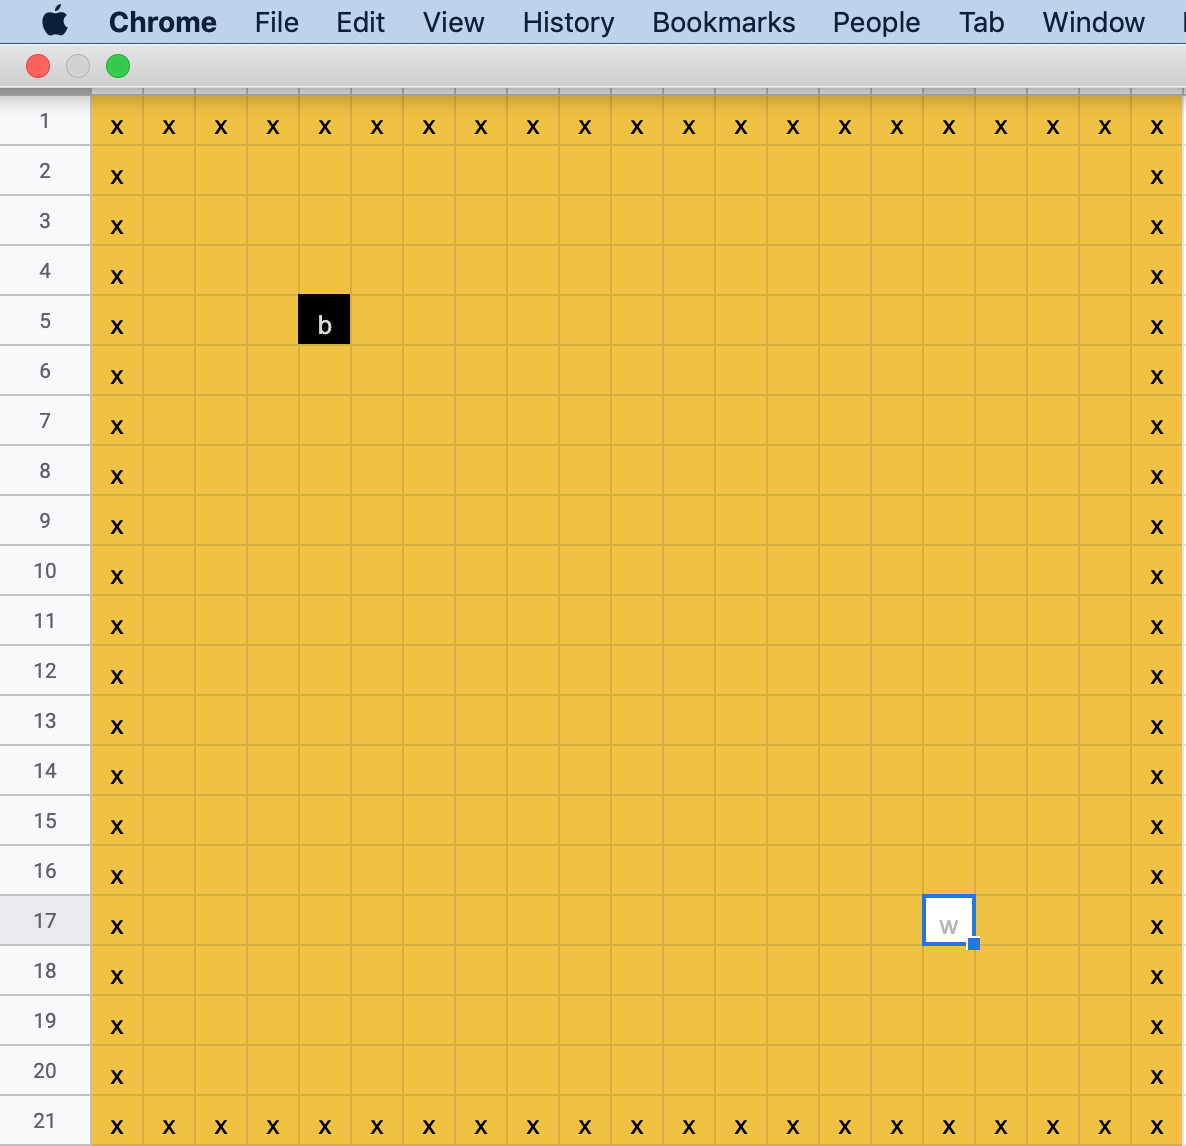 Chrome File Edit View History Bookmarks People Tab Window
1 x x x x x x x x x x x x x x x x x x x x x
2 x x
3 x x
4 x x
5 x b x
6 x x
7 x x
8 x x
9 x x
10 x x
11 x x
12 x x
13 x x
14 x x
15 x x
16 x x
17 x w x
18 x x
19 x x
20 x x
21 x x x x x x x x x x x x x x x x x x x x x